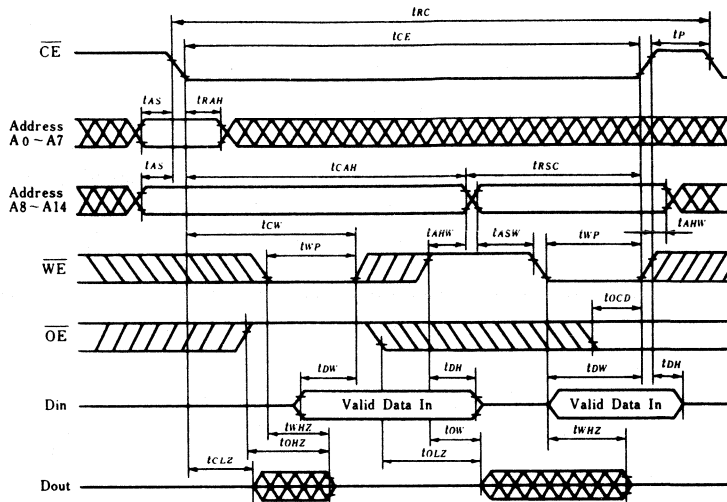 tRC
tCE
tP
CE
tAS
tRAH
Address
A0~A7
tAS
tCAH
tRSC
Address
A8~A14
tCW
tAHW
tWP
tAHW
tASW
tWP
WE
tOCD
OE
tDW
tDH
tDW
tDH
Din
Valid Data In
Valid Data In
tWHZ
tOW
tWHZ
tOHZ
tOLZ
tCLZ
Dout